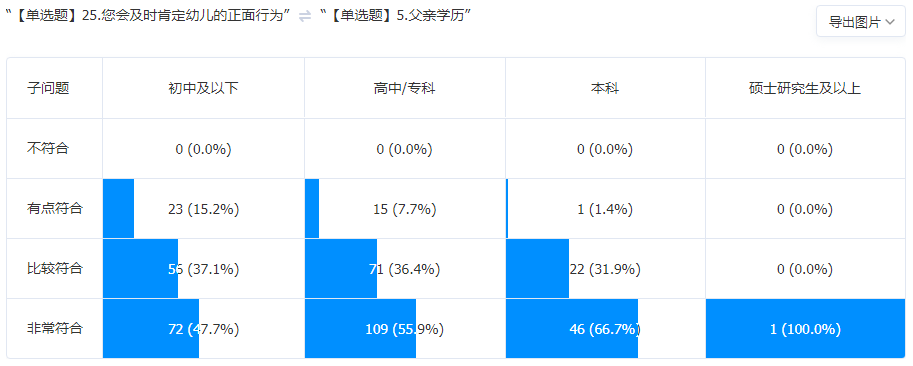 “【单选题】25.您会及时肯定幼儿的正面行为” ⇌ “【单选题】5.父亲学历”
导出图片
子问题 初中及以下 高中/专科 本科 硕士研究生及以上
不符合 0 (0.0%) 0 (0.0%) 0 (0.0%) 0 (0.0%)
有点符合 23 (15.2%) 15 (7.7%) 1 (1.4%) 0 (0.0%)
比较符合 56 (37.1%) 71 (36.4%) 22 (31.9%) 0 (0.0%)
非常符合 72 (47.7%) 109 (55.9%) 46 (66.7%) 1 (100.0%)